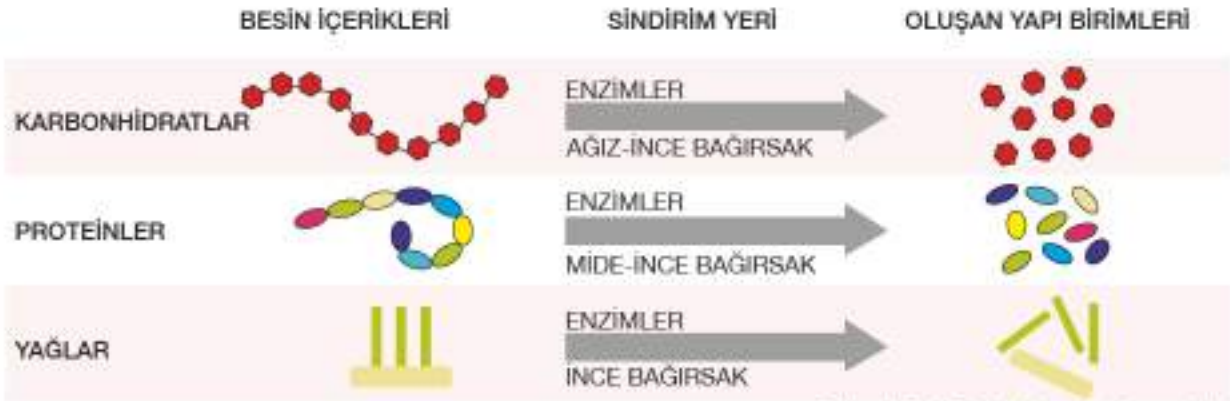 BESİN İÇERİKLERİ SİNDİRİM YERİ OLUŞAN YAPI BİRİMLERİ
KARBONHİDRATLAR
ENZİMLER
AĞIZ-İNCE BAĞIRSAK
PROTEİNLER
ENZİMLER
MİDE-İNCE BAĞIRSAK
YAĞLAR
ENZİMLER
İNCE BAĞIRSAK